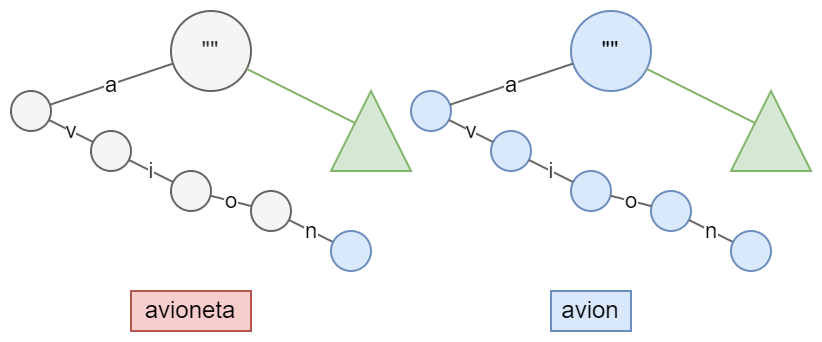 "" ""
a a
v v
i i
o o
n n
avioneta avion